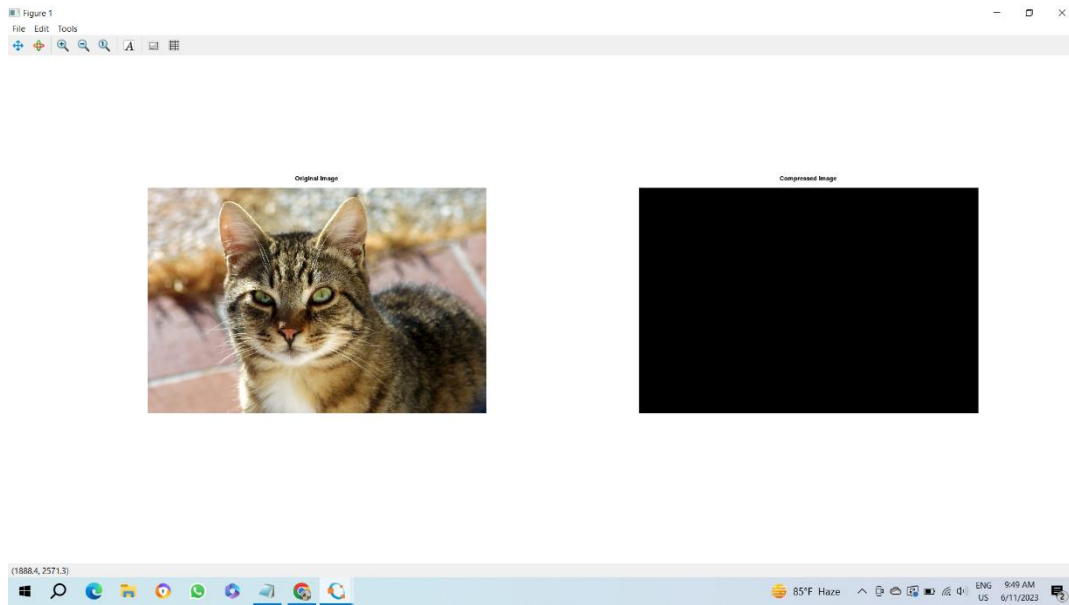 Figure 1
File Edit Tools
A
Original Image
Compressed Image
(1888.4, 2571.3)
85°F Haze
ENG
US
9:49 AM
6/11/2023
2